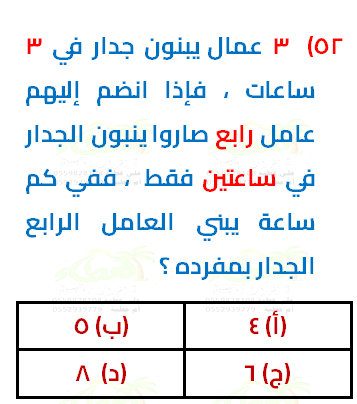 ٥٢) ٣ عمال يبنون جدار في ٣
ساعات ، فإذا انضم إليهم
عامل رابع صاروا ينبون الجدار
في ساعتين فقط ، ففي كم
ساعة يبني العامل الرابع
الجدار بمفرده ؟
(أ) ٤ (ب) ٥
(ج) ٦ (د) ٨